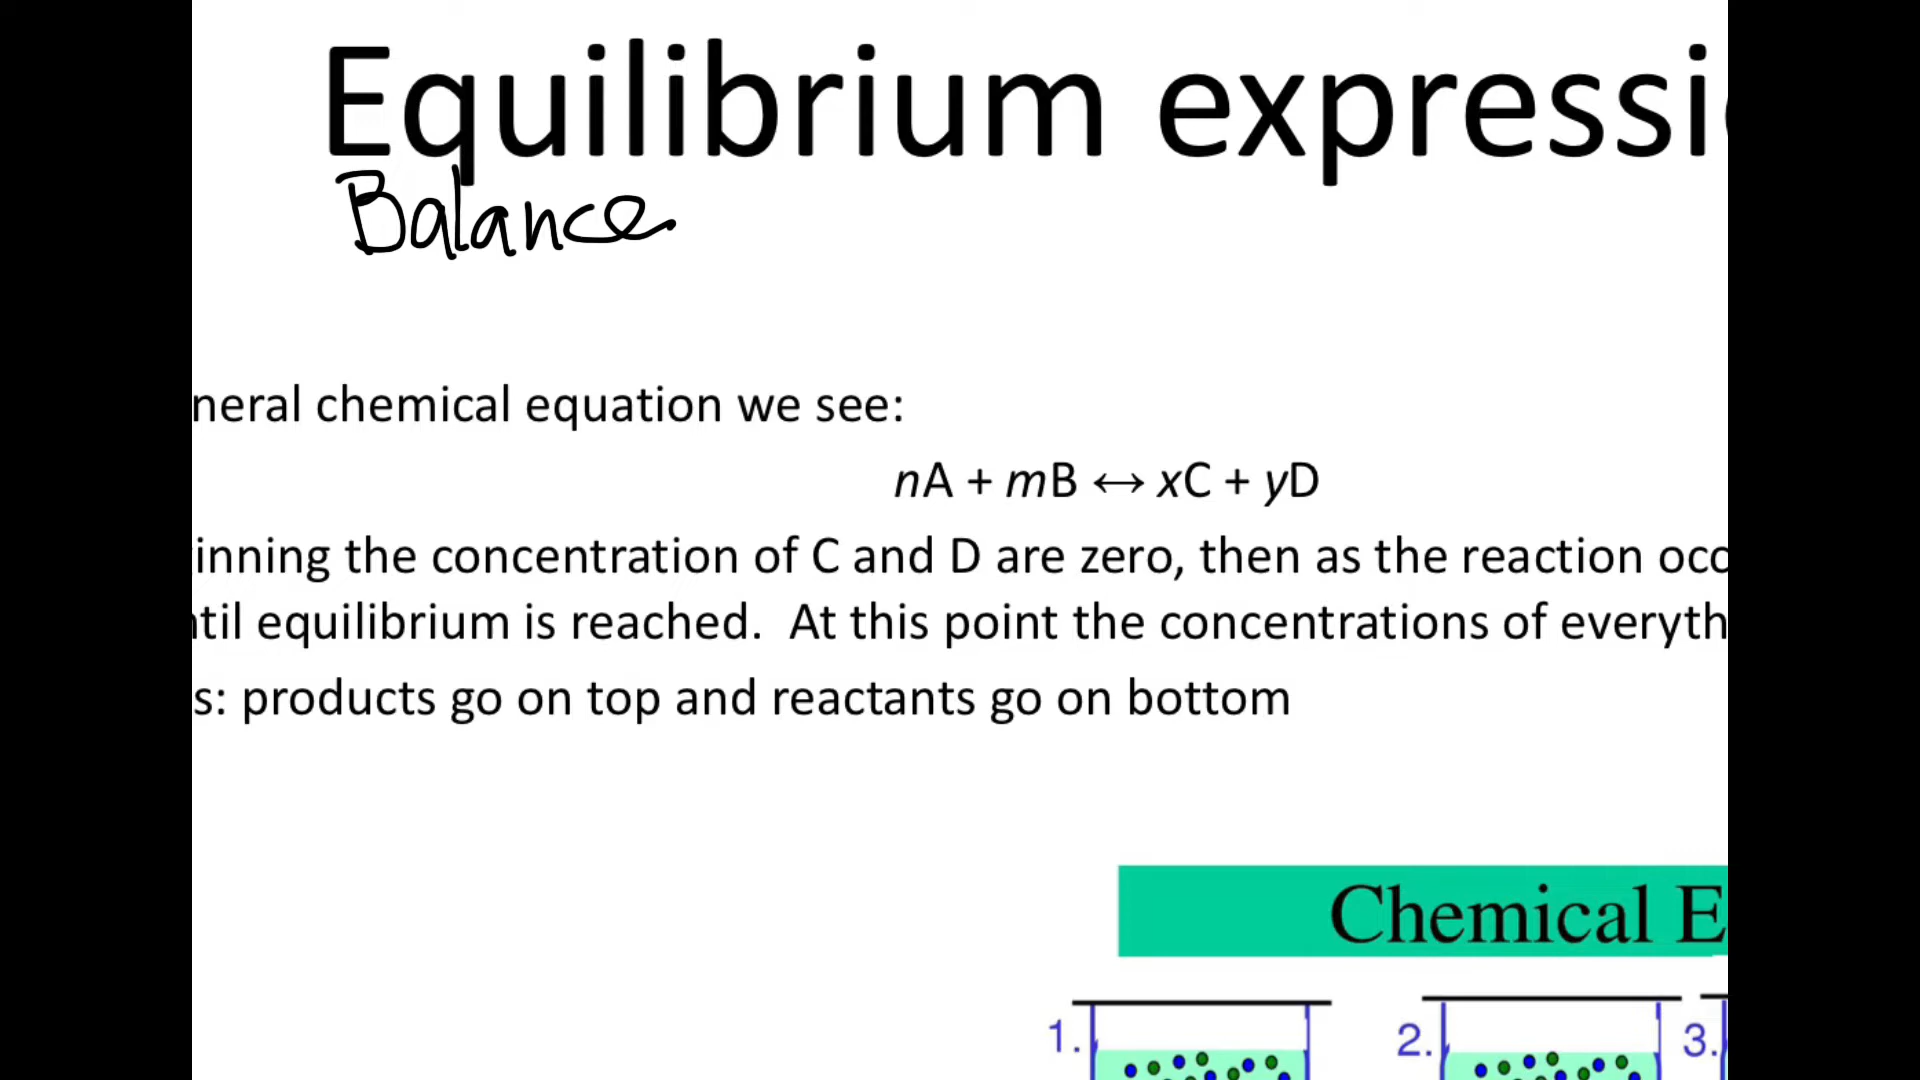 Equilibrium expressi
Balance
neral chemical equation we see:
nA + mB ↔ xC + yD
inning the concentration of C and D are zero, then as the reaction occ
ntil equilibrium is reached.  At this point the concentrations of everyth
s: products go on top and reactants go on bottom
Chemical E
1. 2. 3.